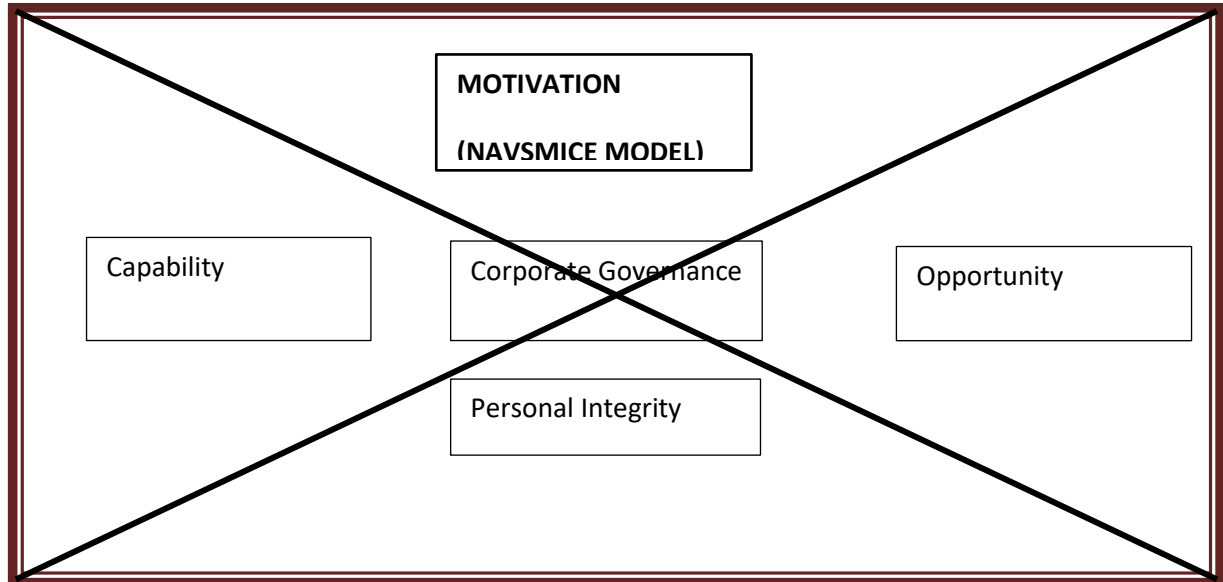 MOTIVATION
(NAVSMICE MODEL)
Capability
Corporate Governance
Opportunity
Personal Integrity